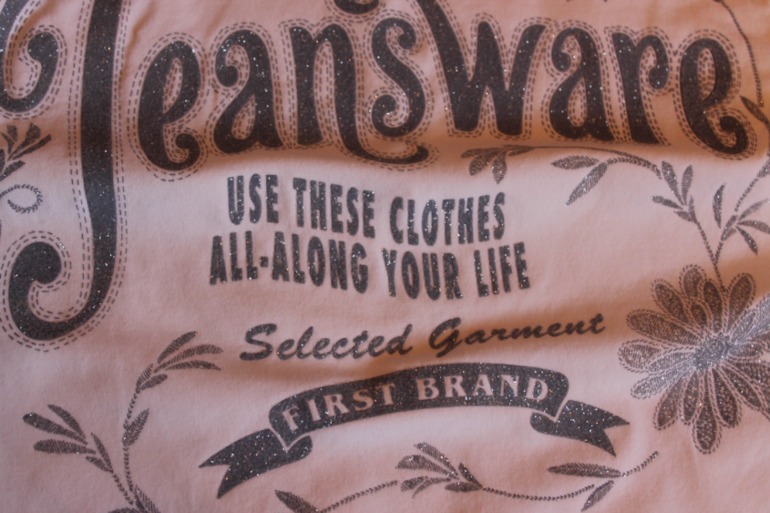 JeansWare
USE THESE CLOTHES
ALL-ALONG YOUR LIFE
Selected Garment
FIRST BRAND